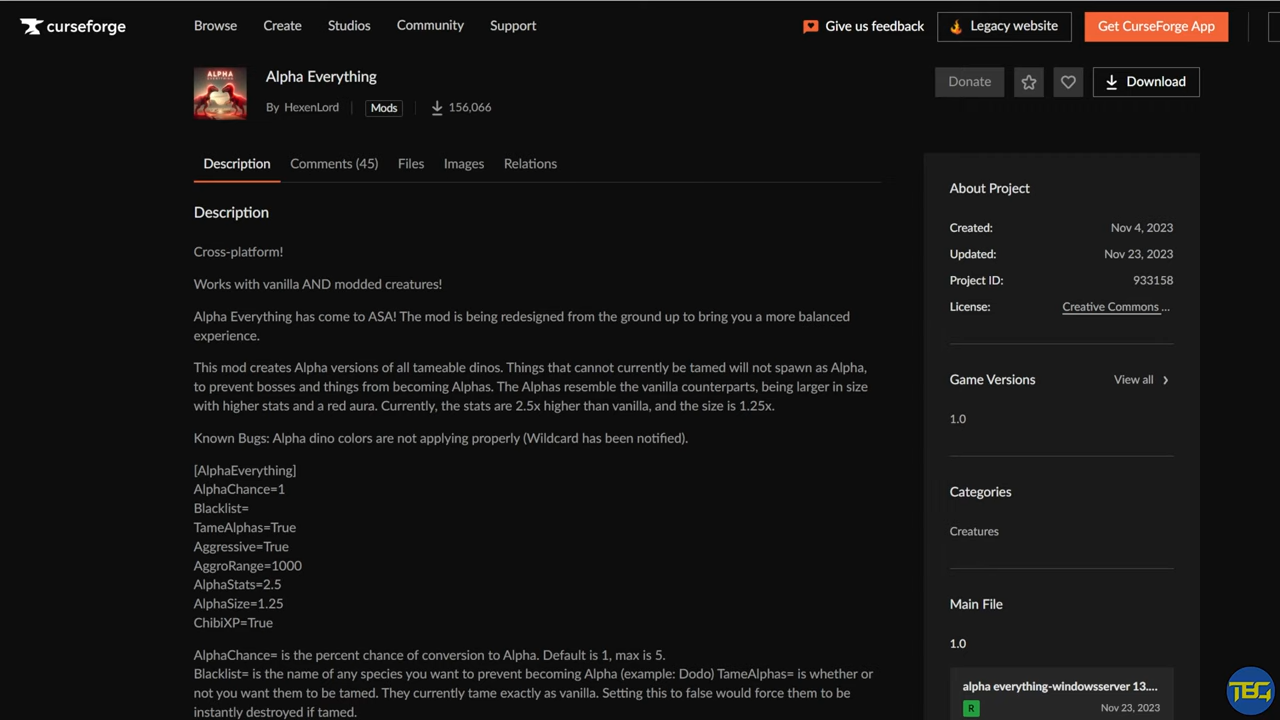 curseforge
Browse
Create
Studios
Community
Support
Give us feedback
Legacy website
Get CurseForge App
ALPHA
EVERYTHING
Alpha Everything
By HexenLord
Mods
156,066
Donate
Download
Description
Comments (45)
Files
Images
Relations
Description
Cross-platform!
Works with vanilla AND modded creatures!
Alpha Everything has come to ASA! The mod is being redesigned from the ground up to bring you a more balanced
experience.
This mod creates Alpha versions of all tameable dinos. Things that cannot currently be tamed will not spawn as Alpha,
to prevent bosses and things from becoming Alphas. The Alphas resemble the vanilla counterparts, being larger in size
with higher stats and a red aura. Currently, the stats are 2.5x higher than vanilla, and the size is 1.25x.
Known Bugs: Alpha dino colors are not applying properly (Wildcard has been notified).
[AlphaEverything]
AlphaChance=1
Blacklist=
TameAlphas=True
Aggressive=True
AggroRange=1000
AlphaStats=2.5
AlphaSize=1.25
ChibiXP=True
AlphaChance= is the percent chance of conversion to Alpha. Default is 1, max is 5.
Blacklist= is the name of any species you want to prevent becoming Alpha (example: Dodo) TameAlphas= is whether or
not you want them to be tamed. They currently tame exactly as vanilla. Setting this to false would force them to be
instantly destroyed if tamed.
About Project
Created: Nov 4, 2023
Updated: Nov 23, 2023
Project ID: 933158
License: Creative Commons ...
Game Versions
View all
1.0
Categories
Creatures
Main File
1.0
alpha everything-windowsserver 13....
R
Nov 23, 2023
TBG